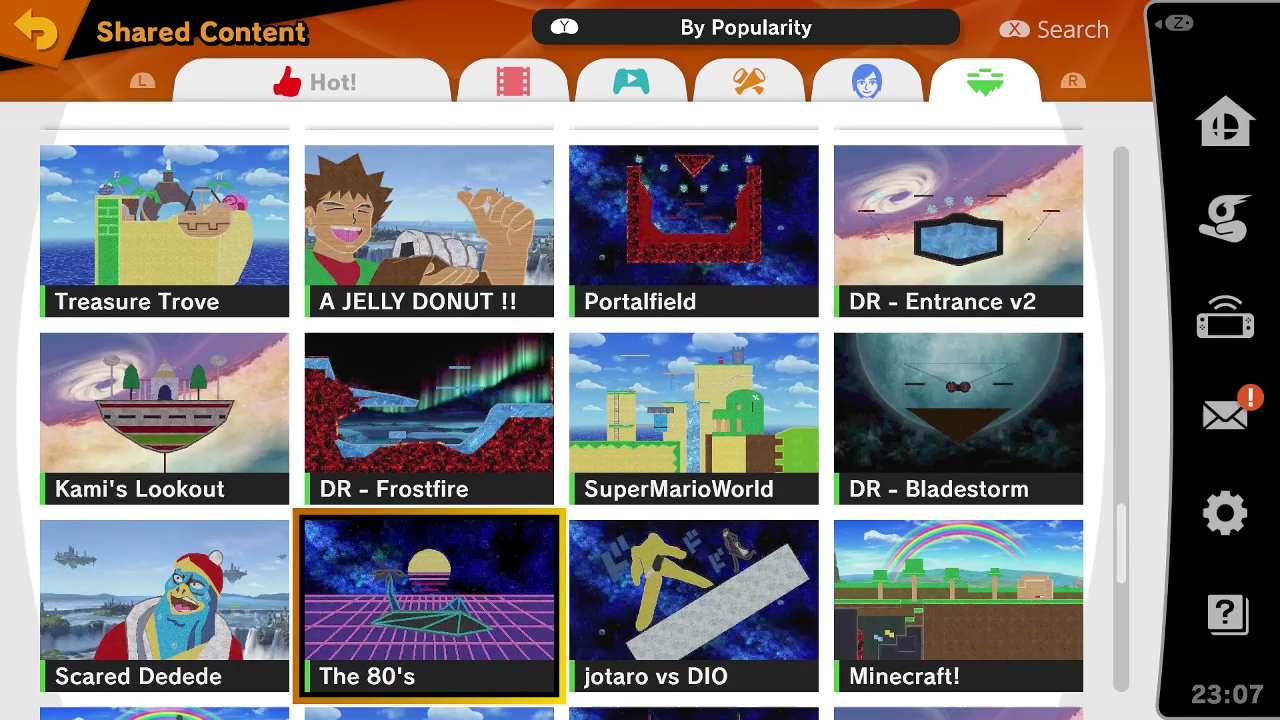 Shared Content
Y
By Popularity
X Search
Z
L
Hot!
R
Treasure Trove
A JELLY DONUT !!
Portalfield
DR - Entrance v2
Kami's Lookout
DR - Frostfire
SuperMarioWorld
DR - Bladestorm
!
Scared Dedede
The 80's
jotaro vs DIO
Minecraft!
?
23:07